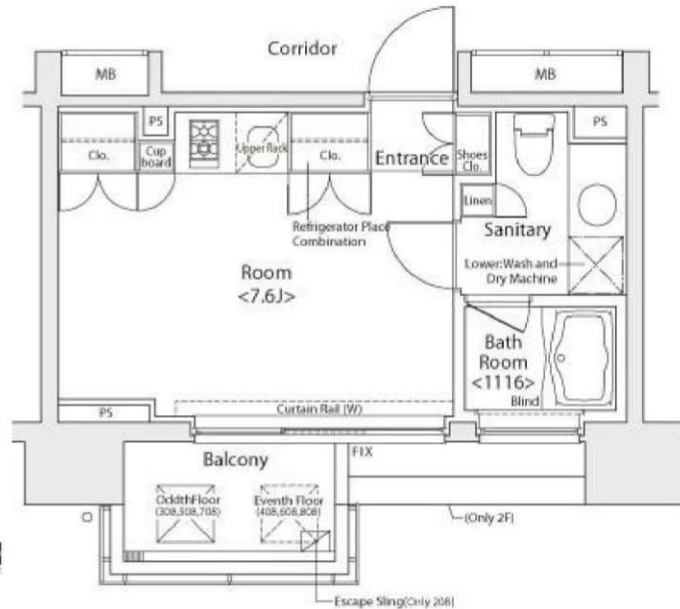 Corridor
MB
MB
PS
PS
Clo.
Cup
board
Upper Rack
Clo.
Entrance
Shoes
Clo.
Linen
Refrigerator Place
Combination
Sanitary
Lower:Wash and
Dry Machine
Room
<7.6J>
Bath
Room
<1116>
Blind
PS
Curtain Rail (W)
FIX
Balcony
OddthFloor
(308,508,708)
Eventh Floor
(408,608,808)
(Only 2F)
Escape Sling(Only 208)